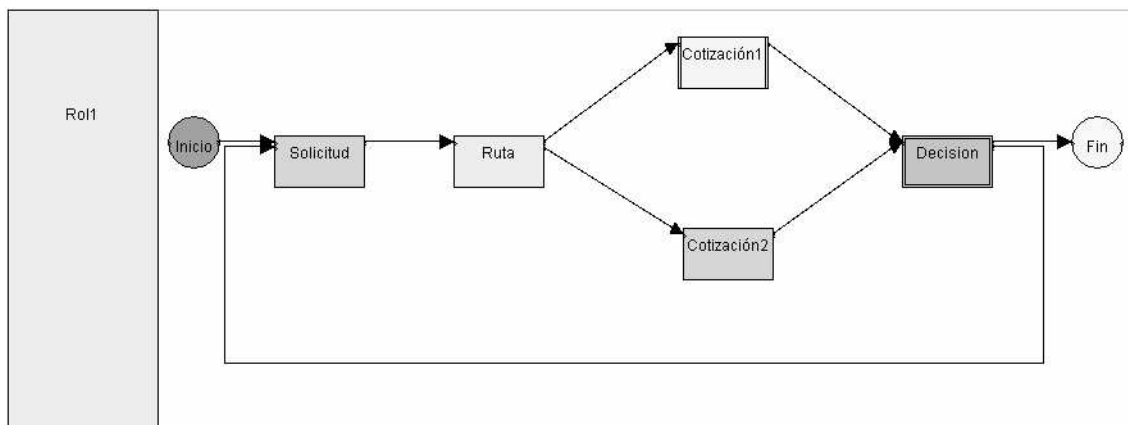 Rol1
Inicio
Solicitud
Ruta
Cotización1
Cotización2
Decision
Fin